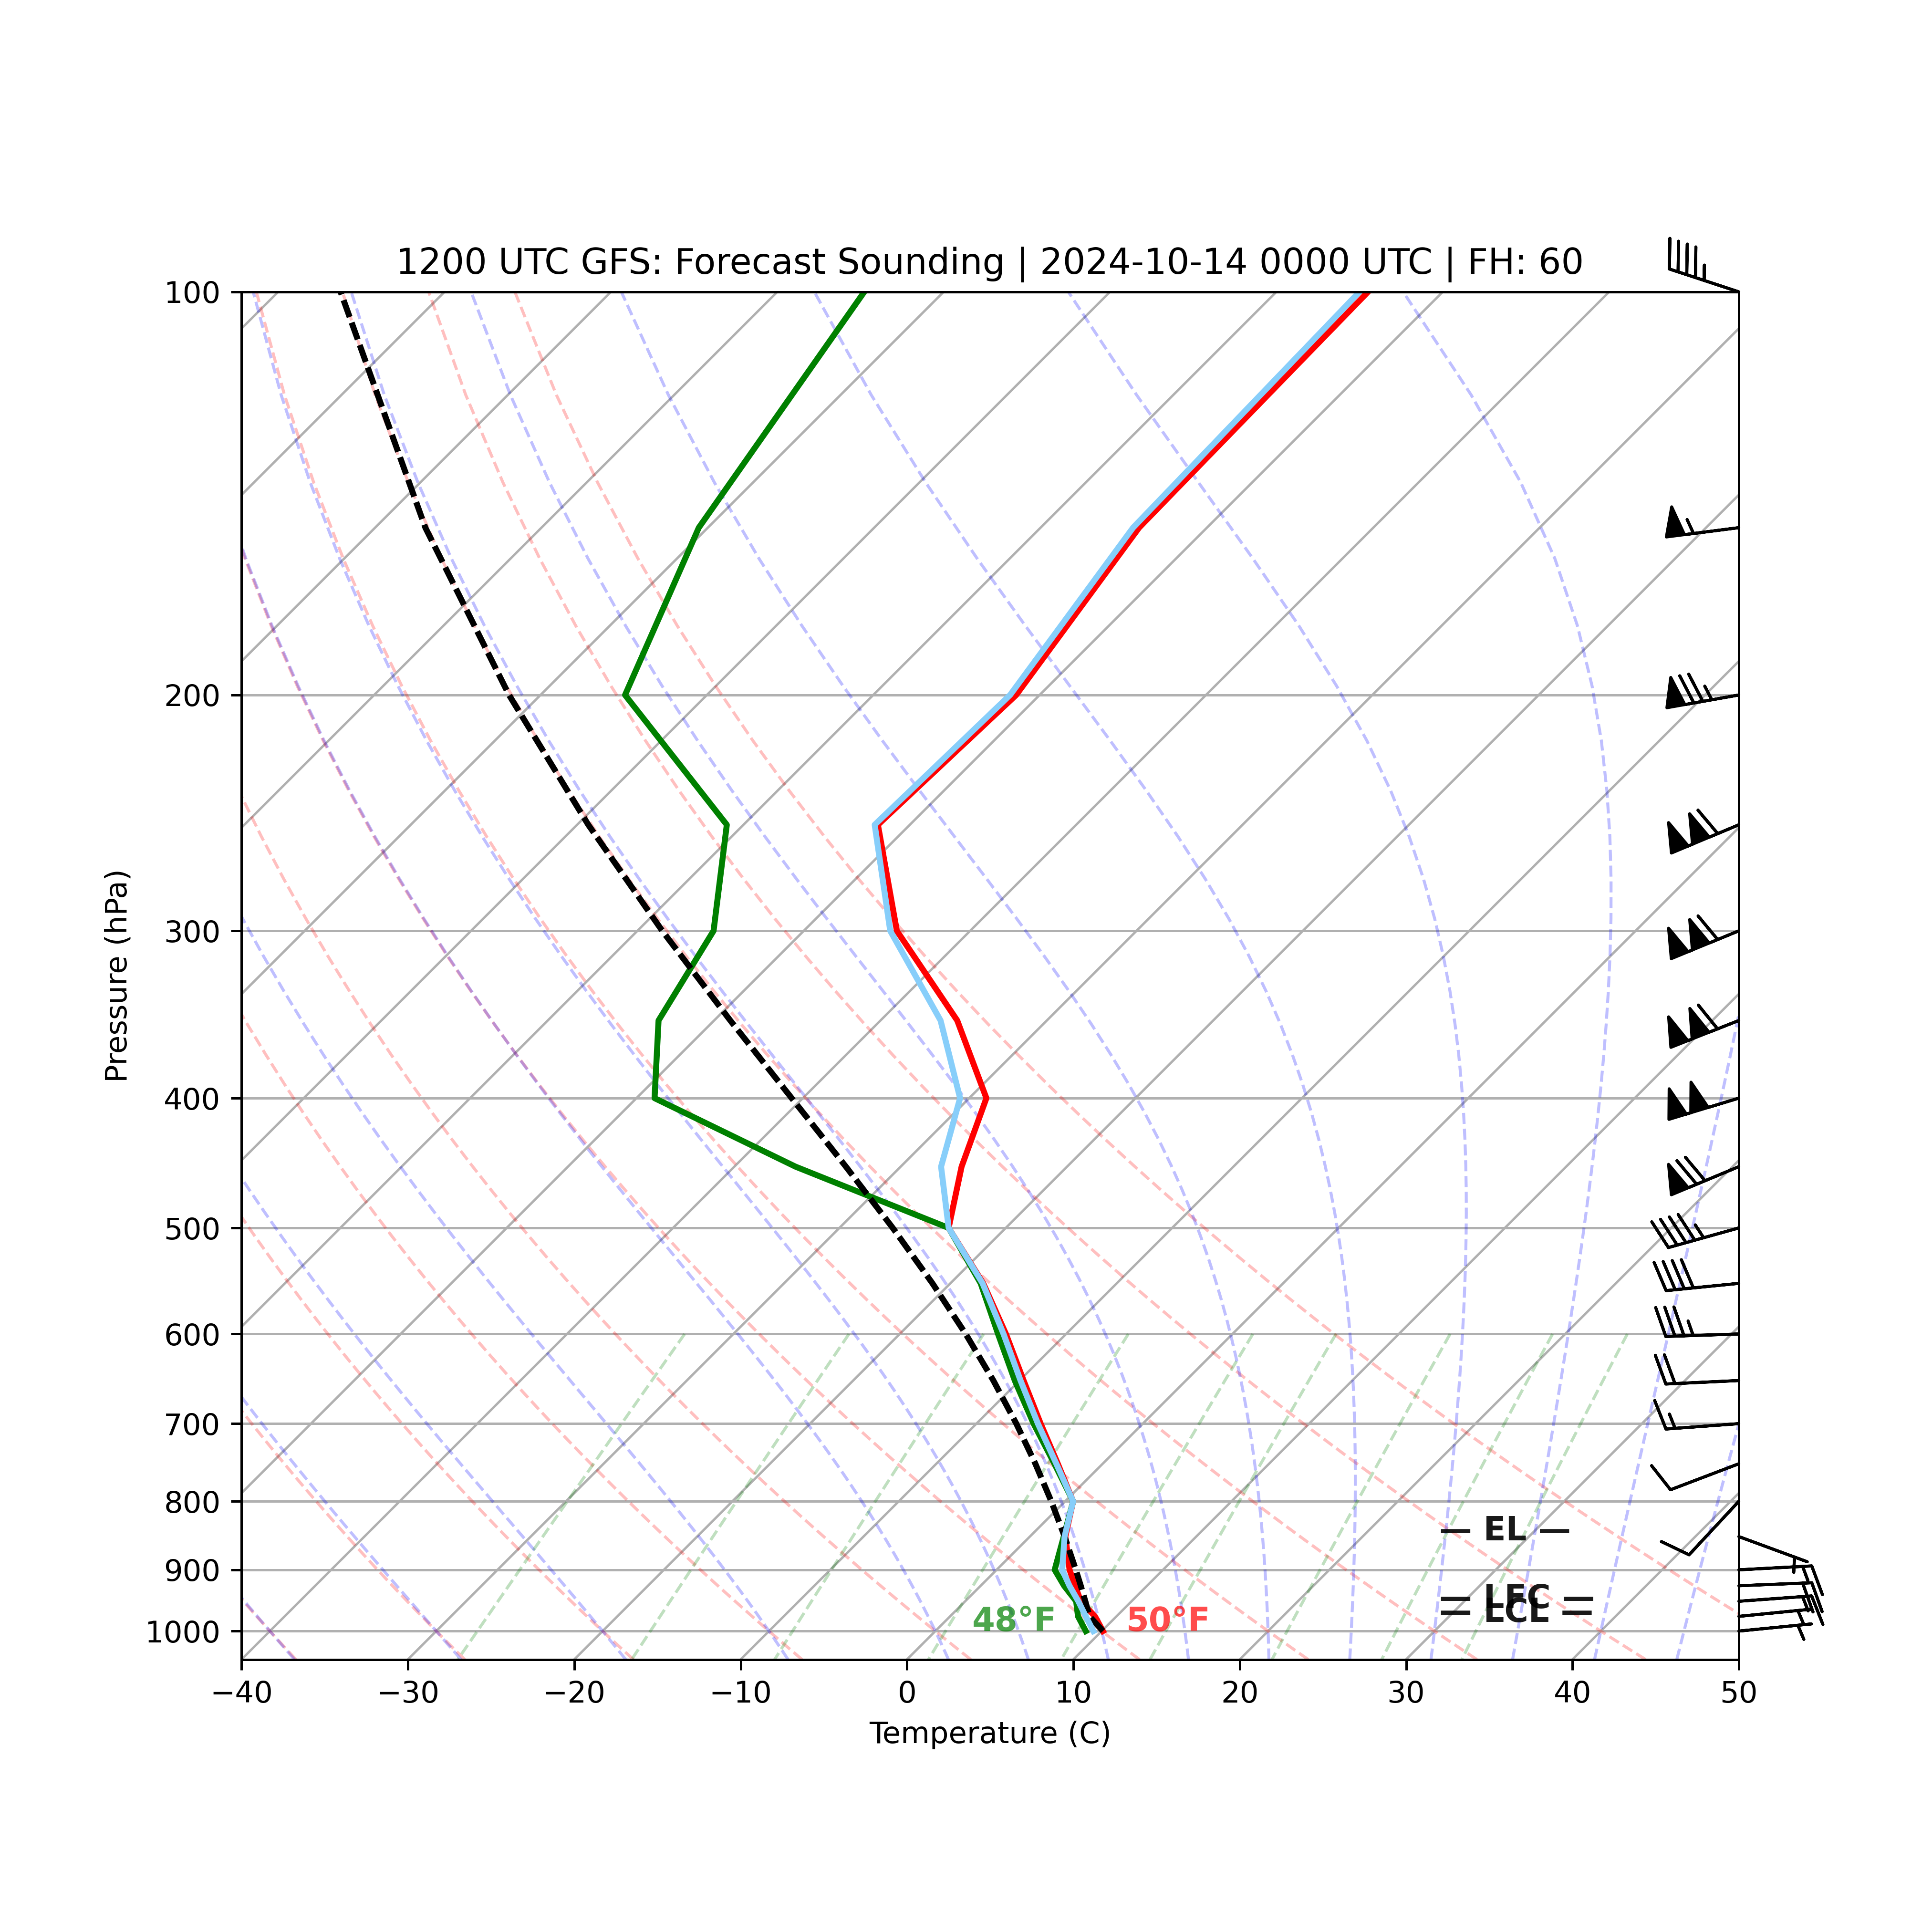 1200 UTC GFS: Forecast Sounding | 2024-10-14 0000 UTC | FH: 60
100
200
300
400
500
600
700
800
900
1000
Pressure (hPa)
— EL —
— LFC —
— LCL —
48°F
50°F
−40 −30 −20 −10 0 10 20 30 40 50
Temperature (C)